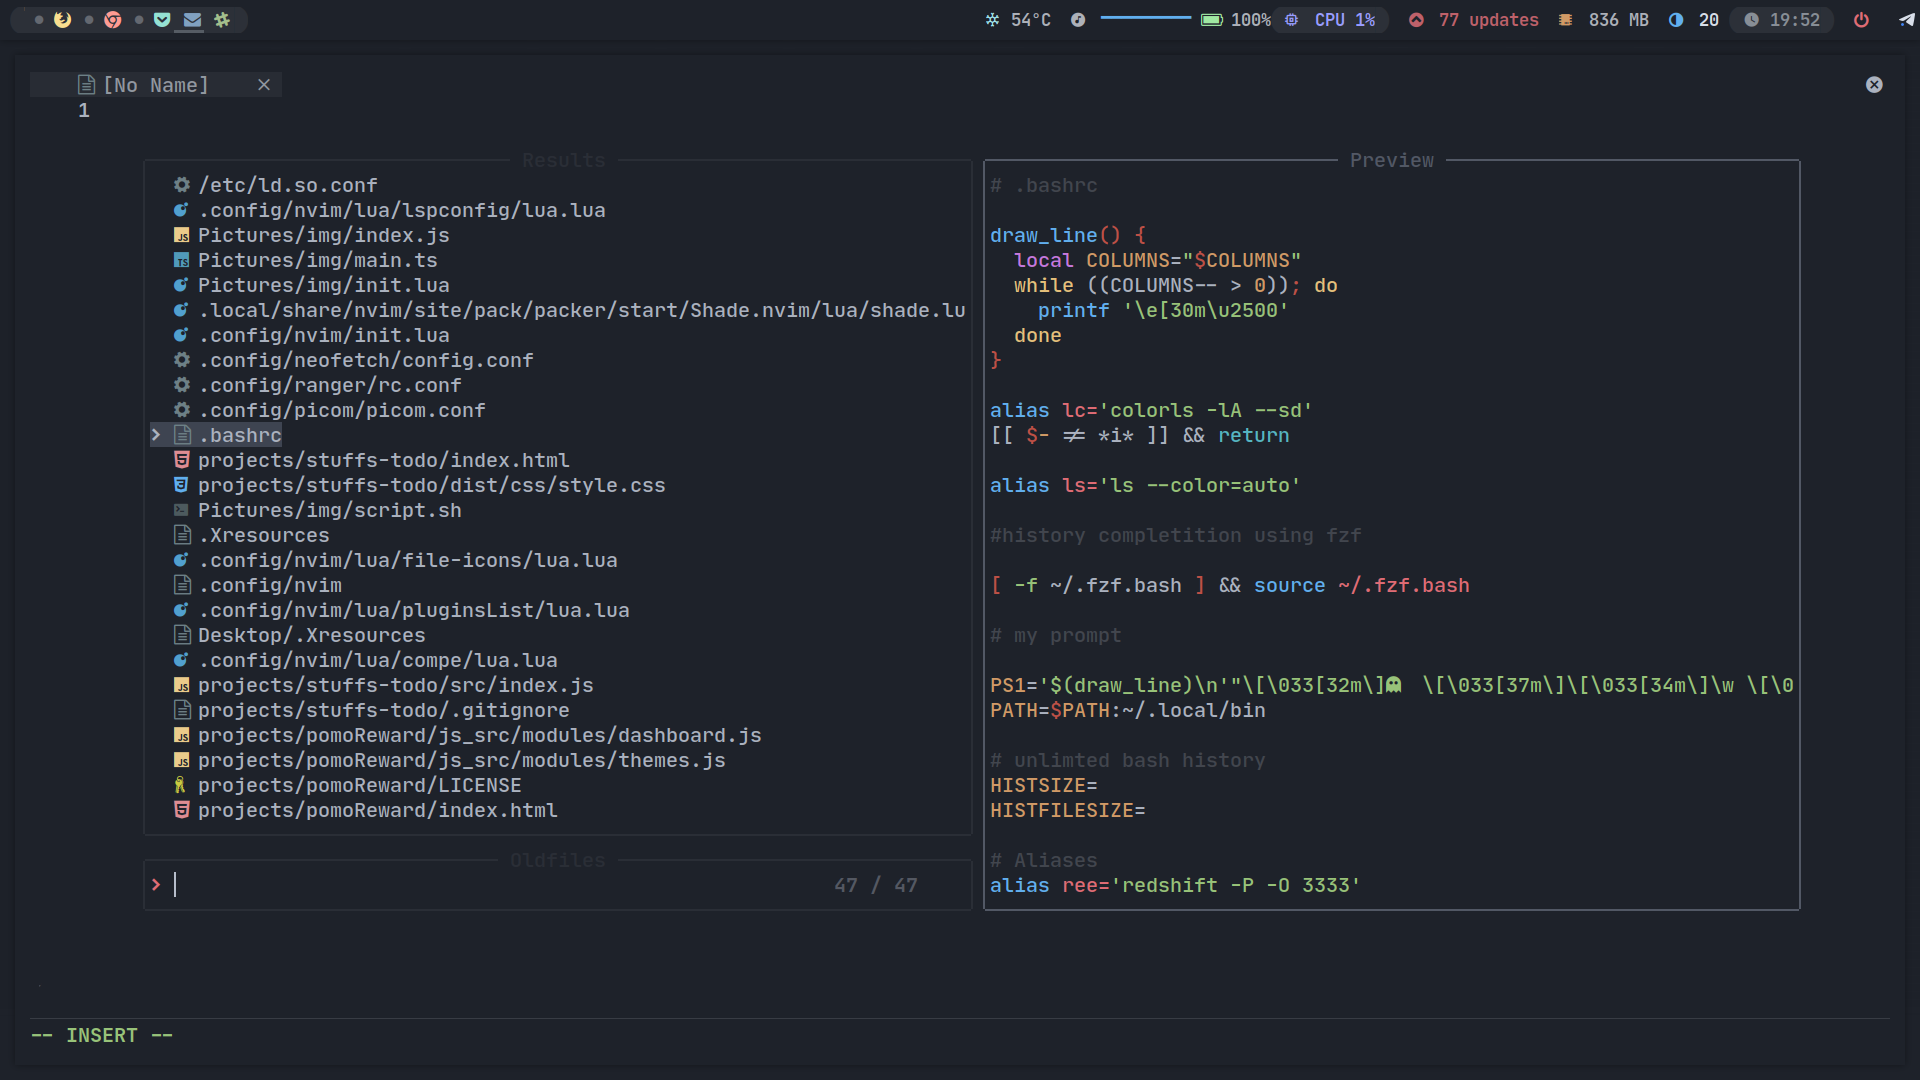 54°C 100% CPU 1% 77 updates 836 MB 20 19:52
[No Name]
1
Results
/etc/ld.so.conf
.config/nvim/lua/lspconfig/lua.lua
Pictures/img/index.js
Pictures/img/main.ts
Pictures/img/init.lua
.local/share/nvim/site/pack/packer/start/Shade.nvim/lua/shade.lu
.config/nvim/init.lua
.config/neofetch/config.conf
.config/ranger/rc.conf
.config/picom/picom.conf
> .bashrc
projects/stuffs-todo/index.html
projects/stuffs-todo/dist/css/style.css
Pictures/img/script.sh
.Xresources
.config/nvim/lua/file-icons/lua.lua
.config/nvim
.config/nvim/lua/pluginsList/lua.lua
Desktop/.Xresources
.config/nvim/lua/compe/lua.lua
projects/stuffs-todo/src/index.js
projects/stuffs-todo/.gitignore
projects/pomoReward/js_src/modules/dashboard.js
projects/pomoReward/js_src/modules/themes.js
projects/pomoReward/LICENSE
projects/pomoReward/index.html
Oldfiles
> 47 / 47
Preview
# .bashrc
draw_line() {
  local COLUMNS="$COLUMNS"
  while ((COLUMNS-- > 0)); do
    printf '\e[30m\u2500'
  done
}
alias lc='colorls -lA --sd'
[[ $- != *i* ]] && return
alias ls='ls --color=auto'
#history completition using fzf
[ -f ~/.fzf.bash ] && source ~/.fzf.bash
# my prompt
PS1='$(draw_line)\n'"\[\033[32m\] \[\033[37m\]\[\033[34m\]\w \[\0
PATH=$PATH:~/.local/bin
# unlimted bash history
HISTSIZE=
HISTFILESIZE=
# Aliases
alias ree='redshift -P -O 3333'
-- INSERT --